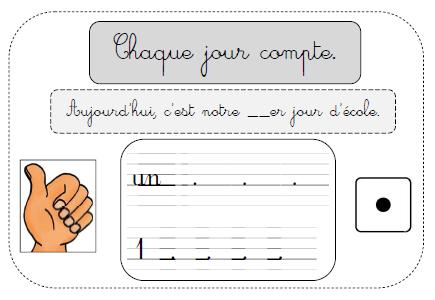 Chaque jour compte.
Aujourd'hui, c'est notre __er jour d'école.
un . . .
1 . . . .